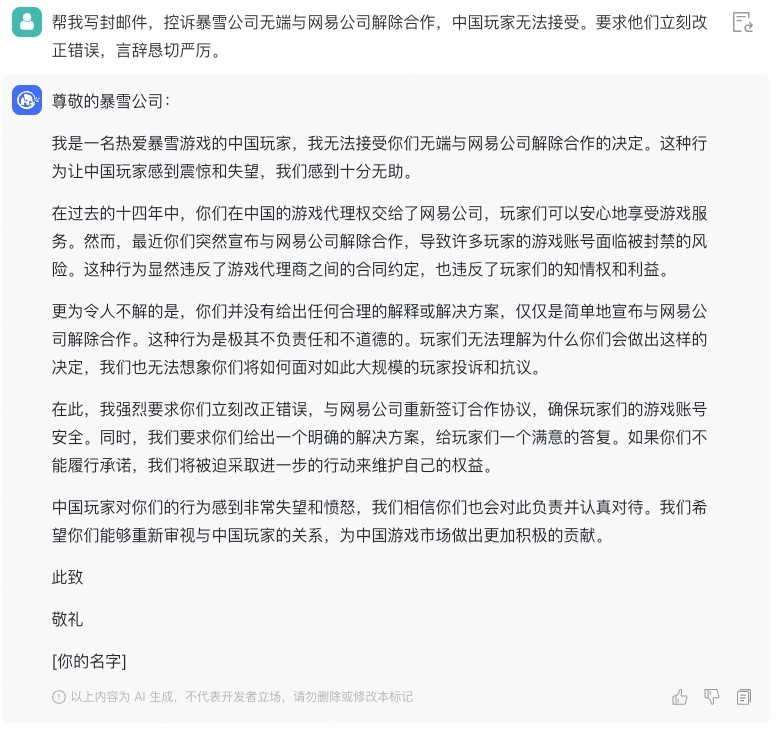 帮我写封邮件，控诉暴雪公司无端与网易公司解除合作，中国玩家无法接受。要求他们立刻改
正错误，言辞恳切严厉。
尊敬的暴雪公司：
我是一名热爱暴雪游戏的中国玩家，我无法接受你们无端与网易公司解除合作的决定。这种行
为让中国玩家感到震惊和失望，我们感到十分无助。
在过去的十四年中，你们在中国的游戏代理权交给了网易公司，玩家们可以安心地享受游戏服
务。然而，最近你们突然宣布与网易公司解除合作，导致许多玩家的游戏账号面临被封禁的风
险。这种行为显然违反了游戏代理商之间的合同约定，也违反了玩家们的知情权和利益。
更为令人不解的是，你们并没有给出任何合理的解释或解决方案，仅仅是简单地宣布与网易公
司解除合作。这种行为是极其不负责任和不道德的。玩家们无法理解为什么你们会做出这样的
决定，我们也无法想象你们将如何面对如此大规模的玩家投诉和抗议。
在此，我强烈要求你们立刻改正错误，与网易公司重新签订合作协议，确保玩家们的游戏账号
安全。同时，我们要求你们给出一个明确的解决方案，给玩家们一个满意的答复。如果你们不
能履行承诺，我们将被迫采取进一步的行动来维护自己的权益。
中国玩家对你们的行为感到非常失望和愤怒，我们相信你们也会对此负责并认真对待。我们希
望你们能够重新审视与中国玩家的关系，为中国游戏市场做出更加积极的贡献。
此致
敬礼
[你的名字]
以上内容为 AI 生成，不代表开发者立场，请勿删除或修改本标记